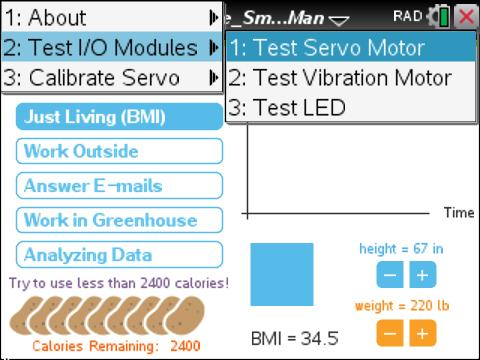 1: About
2: Test I/O Modules
3: Calibrate Servo
e_Sm...Man
RAD
1: Test Servo Motor
2: Test Vibration Motor
3: Test LED
Just Living (BMI)
Work Outside
Answer E-mails
Work in Greenhouse
Analyzing Data
Try to use less than 2400 calories!
Calories Remaining: 2400
Time
height = 67 in
− +
weight = 220 lb
− +
BMI = 34.5